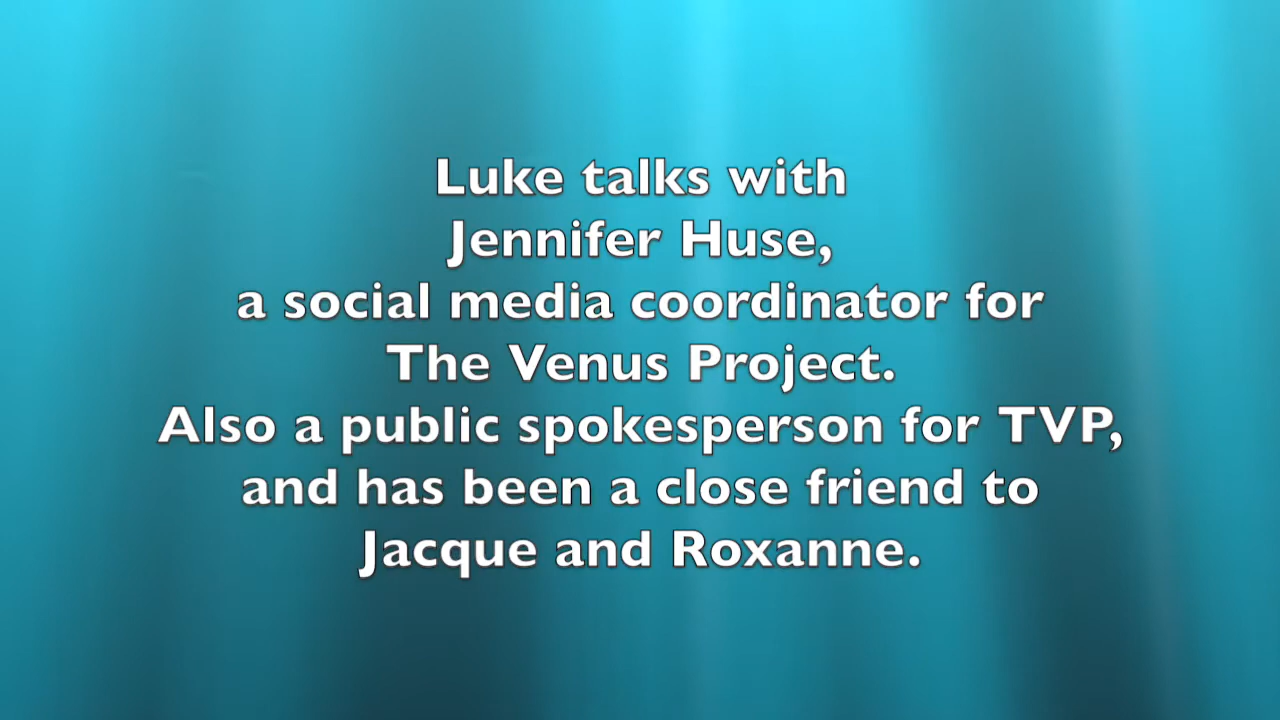 Luke talks with
Jennifer Huse,
a social media coordinator for
The Venus Project.
Also a public spokesperson for TVP,
and has been a close friend to
Jacque and Roxanne.